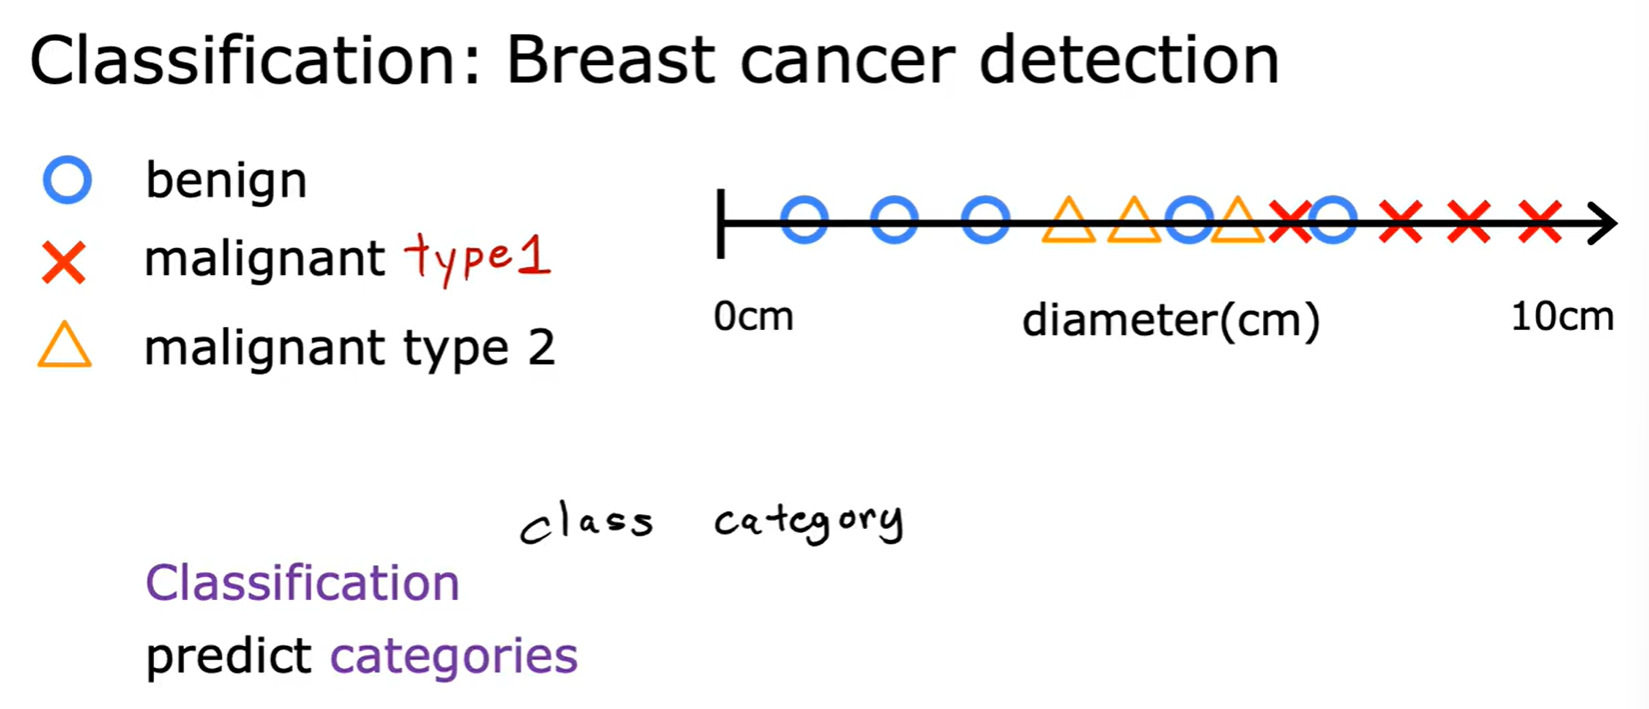 Classification: Breast cancer detection
benign
malignant type1
malignant type 2
0cm
diameter(cm)
10cm
class category
Classification
predict categories